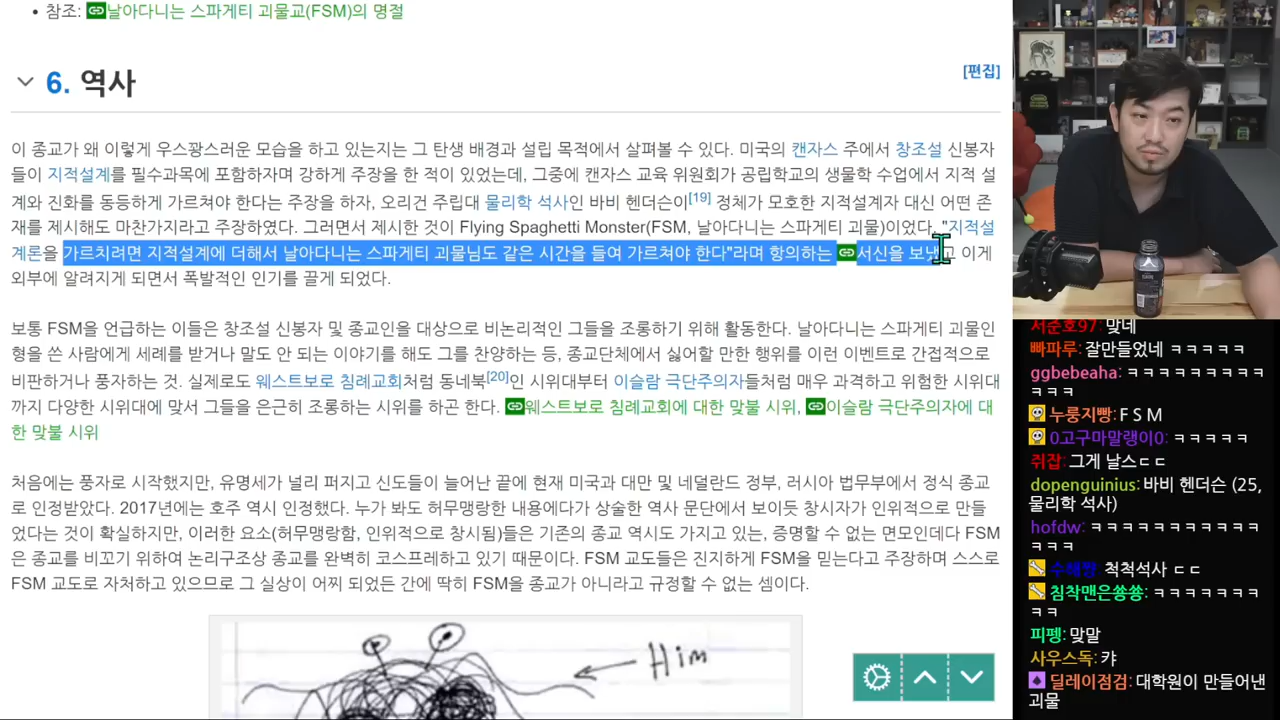 • 참조: 날아다니는 스파게티 괴물교(FSM)의 명절
6. 역사
[편집]
이 종교가 왜 이렇게 우스꽝스러운 모습을 하고 있는지는 그 탄생 배경과 설립 목적에서 살펴볼 수 있다. 미국의 캔자스 주에서 창조설 신봉자
들이 지적설계를 필수과목에 포함하자며 강하게 주장을 한 적이 있었는데, 그중에 캔자스 교육 위원회가 공립학교의 생물학 수업에서 지적 설
계와 진화를 동등하게 가르쳐야 한다는 주장을 하자, 오리건 주립대 물리학 석사인 바비 헨더슨이[19] 정체가 모호한 지적설계자 대신 어떤 존
재를 제시해도 마찬가지라고 주장하였다. 그러면서 제시한 것이 Flying Spaghetti Monster(FSM, 날아다니는 스파게티 괴물)이었다. "지적설
계론을 가르치려면 지적설계에 더해서 날아다니는 스파게티 괴물님도 같은 시간을 들여 가르쳐야 한다"라며 항의하는 서신을 보냈고 이게
외부에 알려지게 되면서 폭발적인 인기를 끌게 되었다.
보통 FSM을 언급하는 이들은 창조설 신봉자 및 종교인을 대상으로 비논리적인 그들을 조롱하기 위해 활동한다. 날아다니는 스파게티 괴물인
형을 쓴 사람에게 세례를 받거나 말도 안 되는 이야기를 해도 그를 찬양하는 등, 종교단체에서 싫어할 만한 행위를 이런 이벤트로 간접적으로
비판하거나 풍자하는 것. 실제로도 웨스트보로 침례교회처럼 동네북[20]인 시위대부터 이슬람 극단주의자들처럼 매우 과격하고 위험한 시위대
까지 다양한 시위대에 맞서 그들을 은근히 조롱하는 시위를 하곤 한다. 웨스트보로 침례교회에 대한 맞불 시위, 이슬람 극단주의자에 대
한 맞불 시위
처음에는 풍자로 시작했지만, 유명세가 널리 퍼지고 신도들이 늘어난 끝에 현재 미국과 대만 및 네덜란드 정부, 러시아 법무부에서 정식 종교
로 인정받았다. 2017년에는 호주 역시 인정했다. 누가 봐도 허무맹랑한 내용에다가 상술한 역사 문단에서 보이듯 창시자가 인위적으로 만들
었다는 것이 확실하지만, 이러한 요소(허무맹랑함, 인위적으로 창시됨)들은 기존의 종교 역시도 가지고 있는, 증명할 수 없는 면모인데다 FSM
은 종교를 비꼬기 위하여 논리구조상 종교를 완벽히 코스프레하고 있기 때문이다. FSM 교도들은 진지하게 FSM을 믿는다고 주장하며 스스로
FSM 교도로 자처하고 있으므로 그 실상이 어찌 되었든 간에 딱히 FSM을 종교가 아니라고 규정할 수 없는 셈이다.
Him
서준호97: 맞네
빠파루: 잘만들었네 ㅋㅋㅋㅋㅋ
ggbebeaha: ㅋㅋㅋㅋㅋㅋㅋㅋㅋ
ㅋㅋㅋ
누룽지빵: F S M
0고구마말랭이0: ㅋㅋㅋㅋㅋ
쥐잡: 그게 날스ㄷㄷ
dopenguinius: 바비 헨더슨 (25,
물리학 석사)
hofdw: ㅋㅋㅋㅋㅋㅋㅋㅋㅋㅋㅋ
ㅋㅋㅋ
척척석사 ㄷㄷ
침착맨은쏭쏭: ㅋㅋㅋㅋㅋㅋㅋ
ㅋㅋ
피펭: 맞말
사우스독: 캬
딜레이점검: 대학원이 만들어낸
괴물